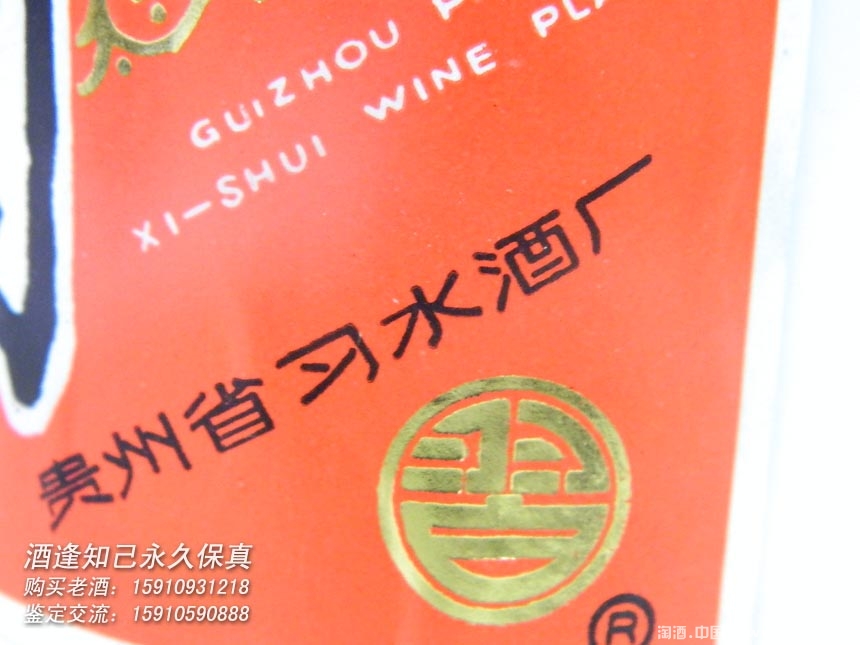 GUIZHOU
XI-SHUI WINE
贵州省习水酒厂
®
酒逢知己永久保真
购买老酒：15910931218
鉴定交流：15910590888
淘酒.中国